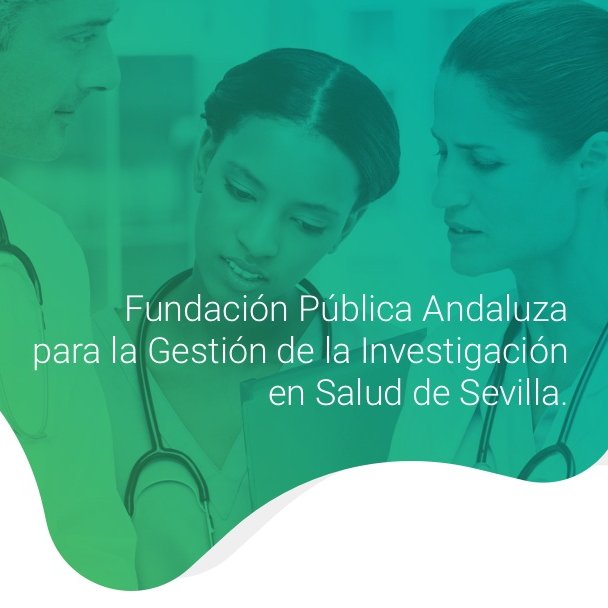 Fundación Pública Andaluza
para la Gestión de la Investigación
en Salud de Sevilla.